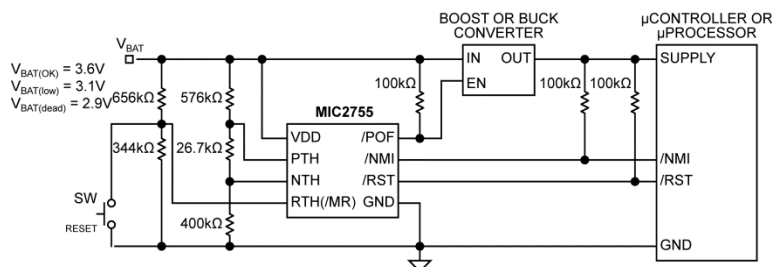 BOOST OR BUCK
CONVERTER
µCONTROLLER OR
µPROCESSOR
VBAT
VBAT(OK) = 3.6V
VBAT(low) = 3.1V
VBAT(dead) = 2.9V
IN OUT
EN
SUPPLY
100kΩ
100kΩ
100kΩ
656kΩ
576kΩ
MIC2755
VDD
/POF
344kΩ
26.7kΩ
PTH
/NMI
/NMI
NTH
/RST
/RST
RTH(/MR)
GND
SW
RESET
400kΩ
GND